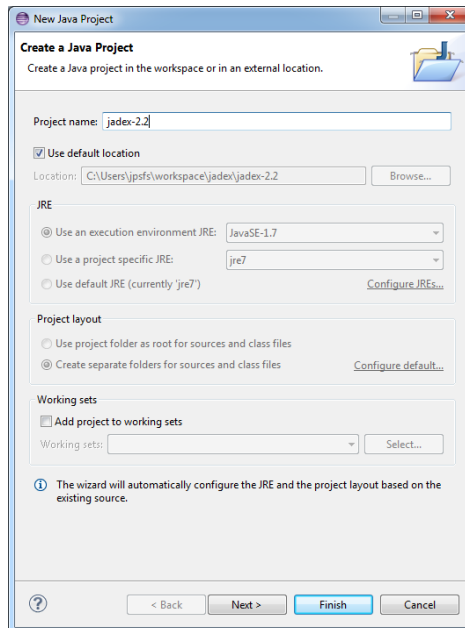 New Java Project
Create a Java Project
Create a Java project in the workspace or in an external location.
Project name: jadex-2.2
Use default location
Location: C:\Users\jpsfs\workspace\jadex\jadex-2.2 Browse...
JRE
Use an execution environment JRE: JavaSE-1.7
Use a project specific JRE: jre7
Use default JRE (currently 'jre7') Configure JREs...
Project layout
Use project folder as root for sources and class files
Create separate folders for sources and class files Configure default...
Working sets
Add project to working sets
Working sets: Select...
The wizard will automatically configure the JRE and the project layout based on the
existing source.
? < Back Next > Finish Cancel